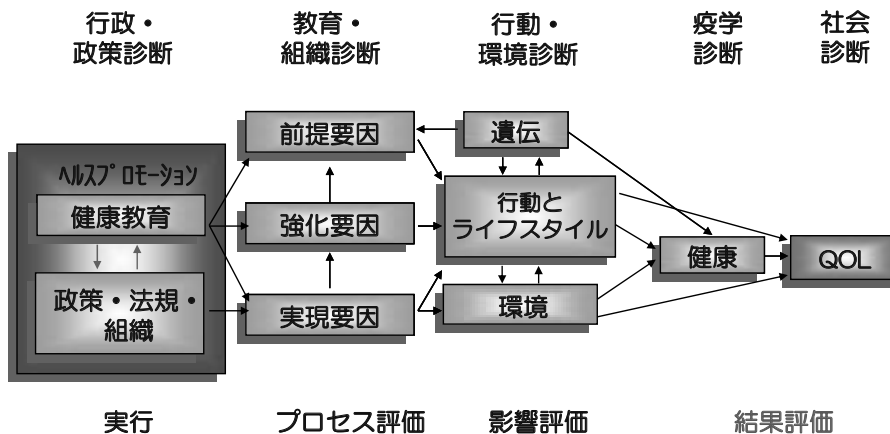 行政・
政策診断
教育・
組織診断
行動・
環境診断
疫学
診断
社会
診断
ヘルスプロモーション
健康教育
政策・法規・
組織
前提要因
強化要因
実現要因
遺伝
行動と
ライフスタイル
環境
健康
QOL
実行
プロセス評価
影響評価
結果評価